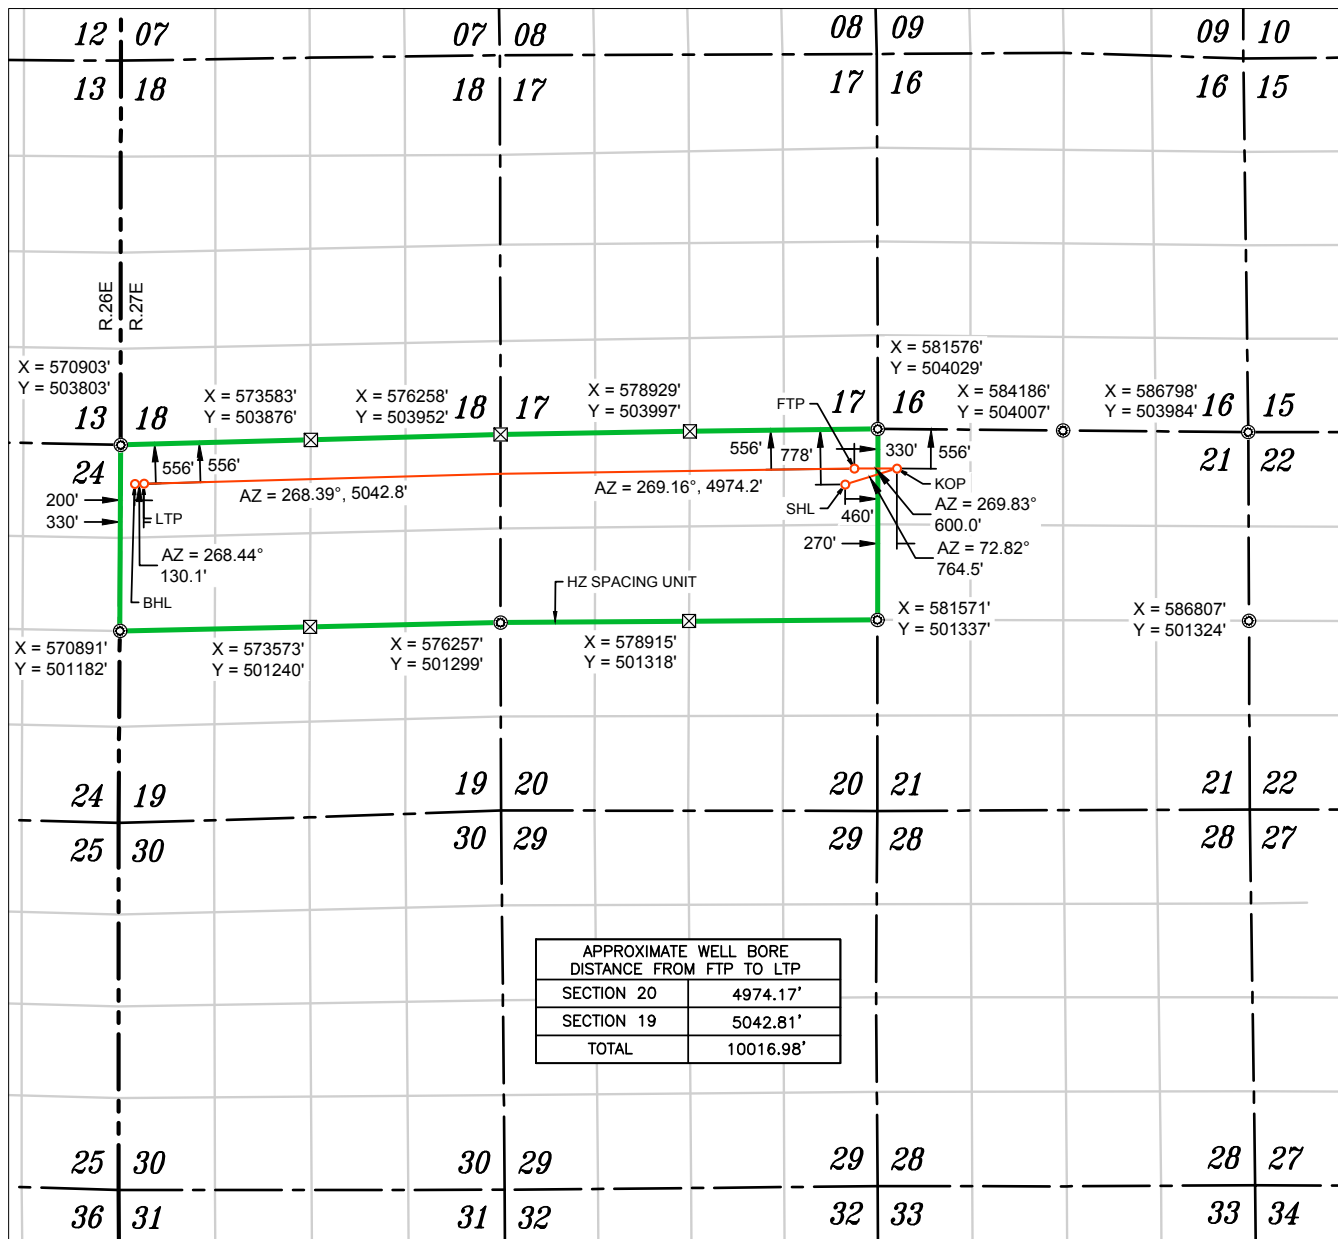 12 07
07 08
08 09
09 10
13 18
18 17
17 16
16 15
R.26E
R.27E
X = 570903'
Y = 503803'
X = 573583'
Y = 503876'
X = 576258'
Y = 503952'
X = 578929'
Y = 503997'
X = 581576'
Y = 504029'
X = 584186'
Y = 504007'
X = 586798'
Y = 503984'
13 18
18 17
17 16
16 15
24
21 22
FTP
556'
556'
556'
778'
330'
556'
KOP
200'
330'
LTP
AZ = 268.39°, 5042.8'
AZ = 269.16°, 4974.2'
SHL
460'
270'
AZ = 269.83°
600.0'
AZ = 72.82°
764.5'
AZ = 268.44°
130.1'
BHL
HZ SPACING UNIT
X = 570891'
Y = 501182'
X = 573573'
Y = 501240'
X = 576257'
Y = 501299'
X = 578915'
Y = 501318'
X = 581571'
Y = 501337'
X = 586807'
Y = 501324'
24 19
19 20
20 21
21 22
25 30
30 29
29 28
28 27
APPROXIMATE WELL BORE
DISTANCE FROM FTP TO LTP
SECTION 20 4974.17'
SECTION 19 5042.81'
TOTAL 10016.98'
25 30
30 29
29 28
28 27
36 31
31 32
32 33
33 34